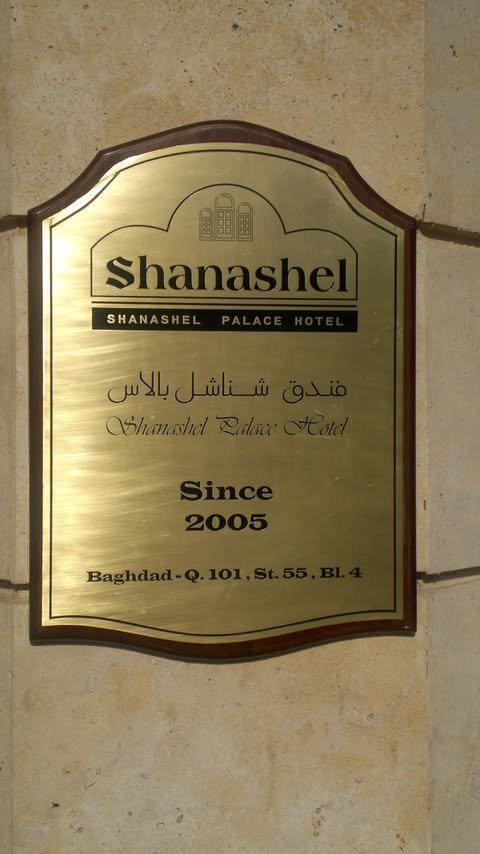 Shanashel
SHANASHEL PALACE HOTEL
فندق شناشل بالاس
Shanashel Palace Hotel
Since
2005
Baghdad - Q. 101 , St. 55 , Bl. 4